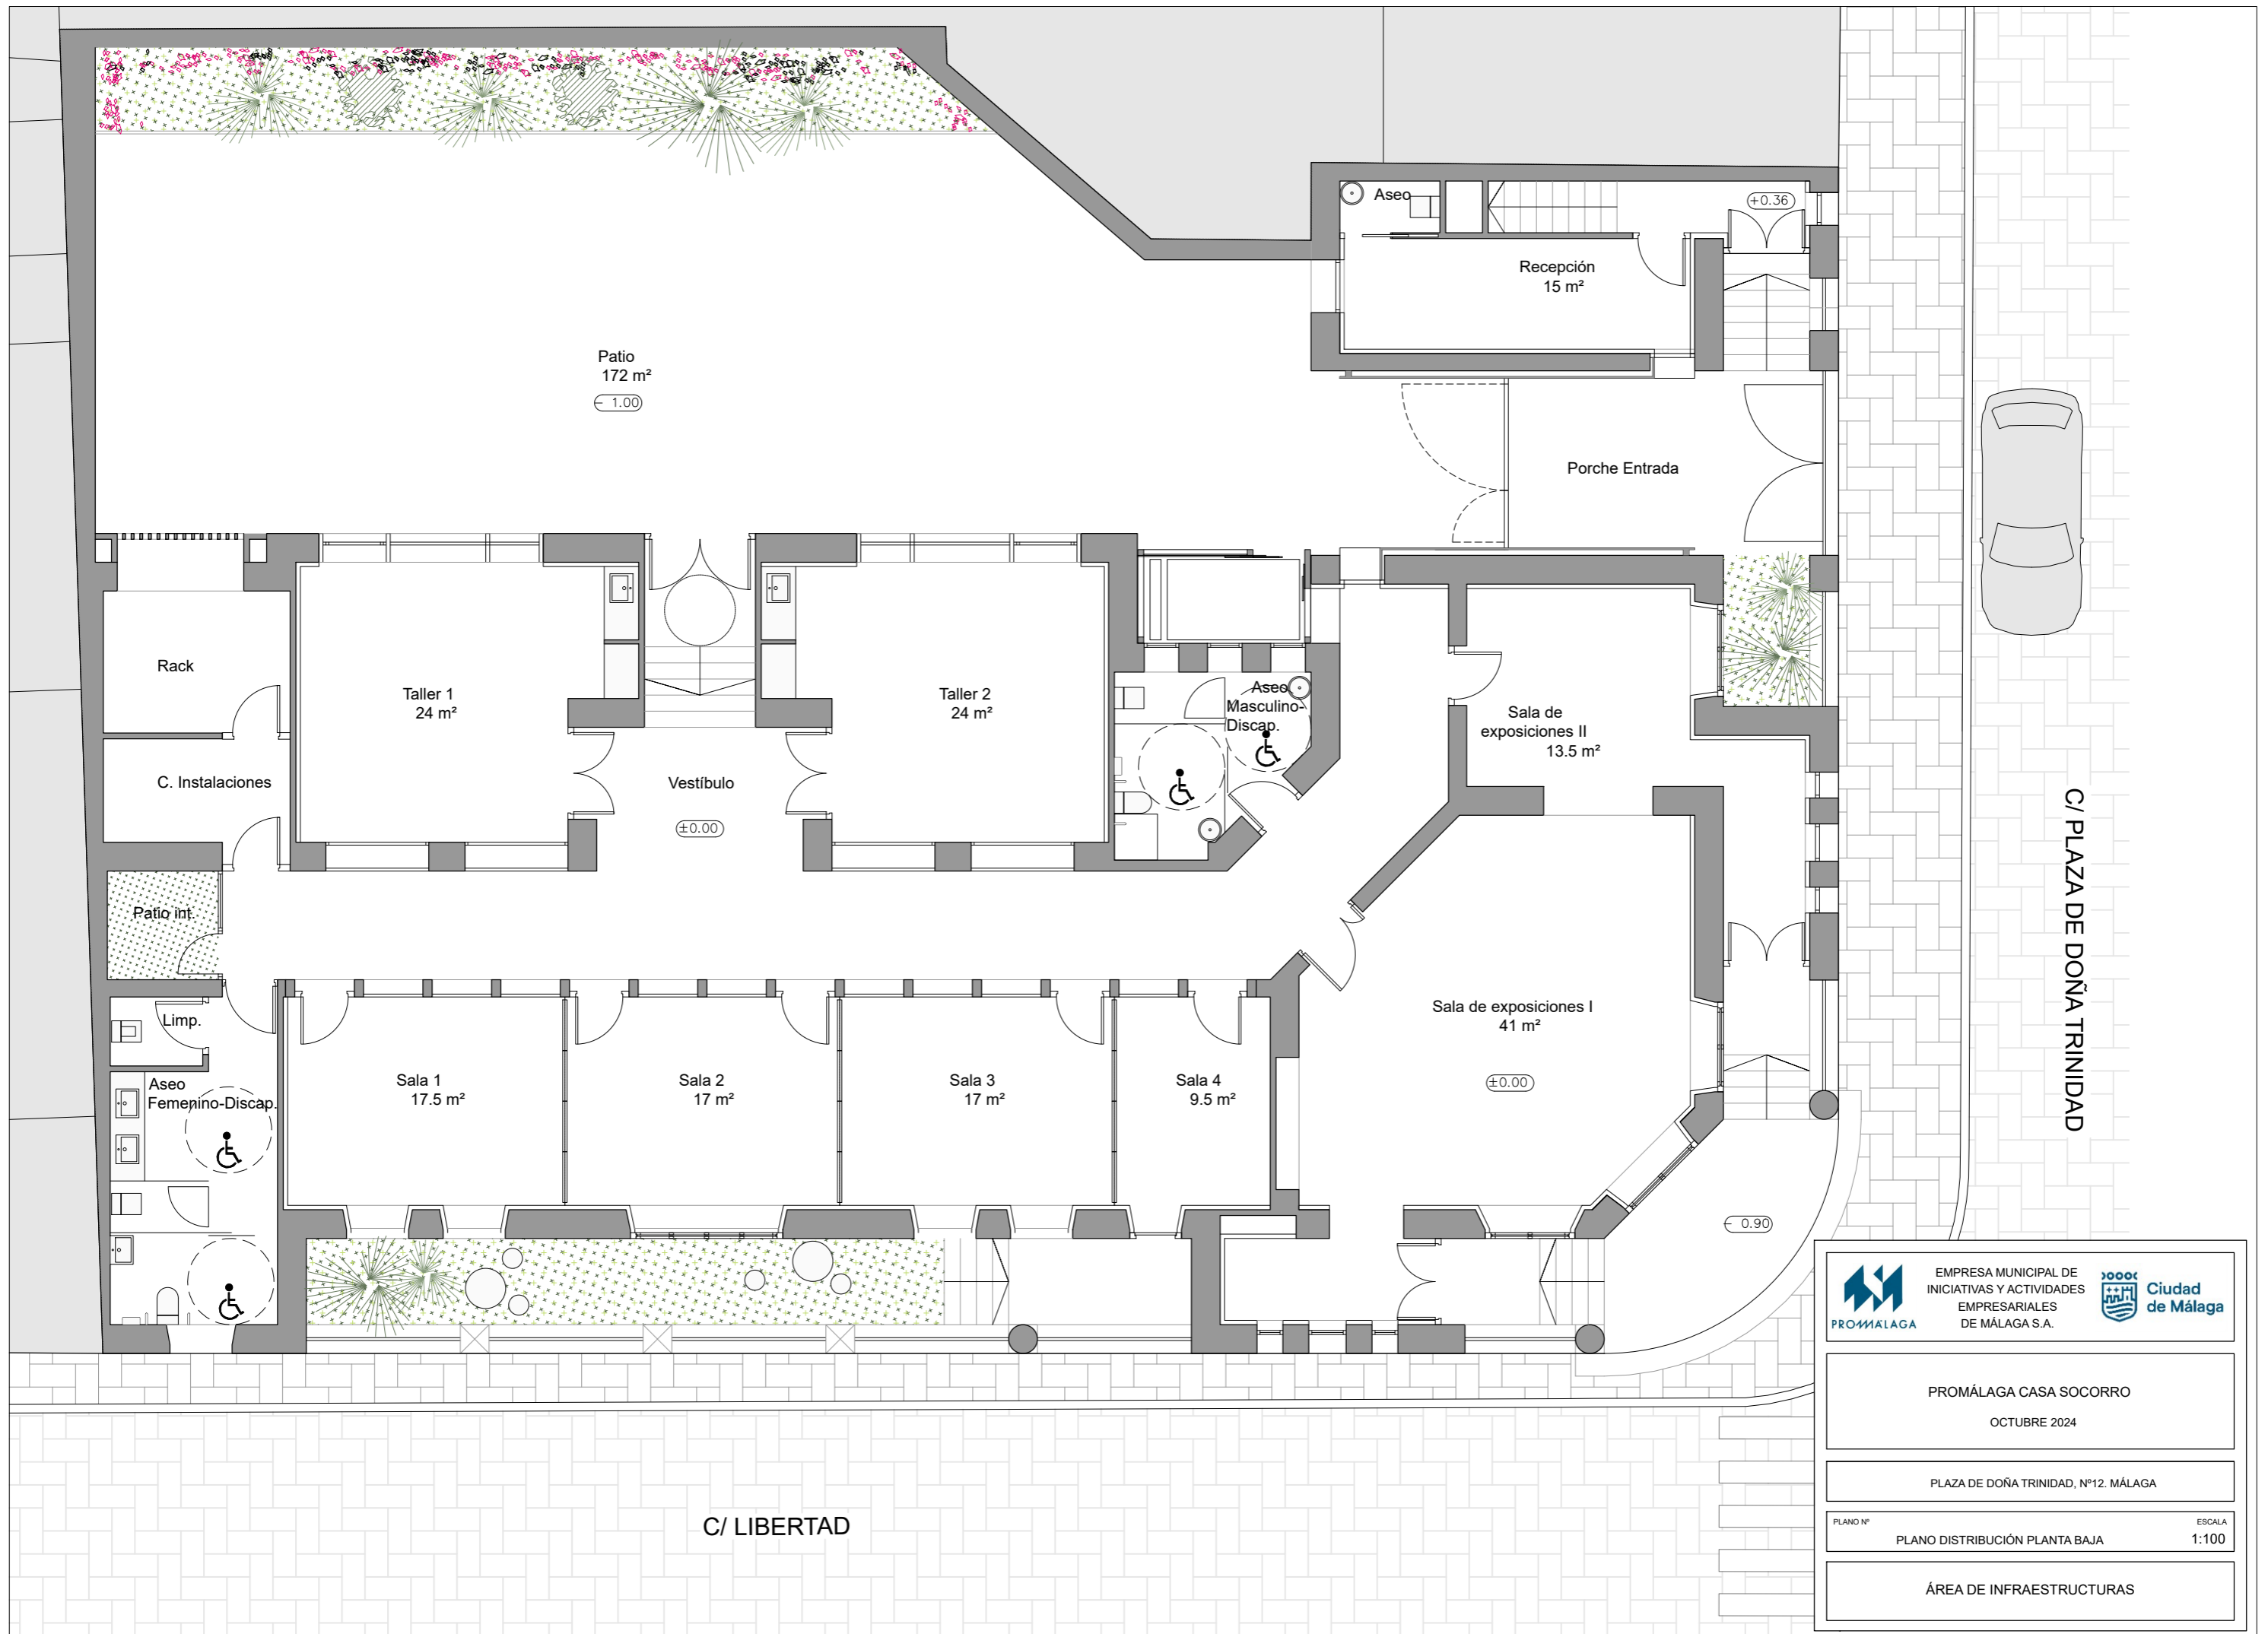 Aseo
+0.36
Recepción
15 m²
Patio
172 m²
- 1.00
Porche Entrada
Rack
Taller 1
24 m²
Taller 2
24 m²
Aseo
Masculino-
Discap.
Sala de
exposiciones II
13.5 m²
C. Instalaciones
Vestíbulo
±0.00
Patio int.
Limp.
Aseo
Femenino-Discap.
Sala 1
17.5 m²
Sala 2
17 m²
Sala 3
17 m²
Sala 4
9.5 m²
Sala de exposiciones I
41 m²
±0.00
- 0.90
C/ PLAZA DE DOÑA TRINIDAD
C/ LIBERTAD
PROMÁLAGA
EMPRESA MUNICIPAL DE
INICIATIVAS Y ACTIVIDADES
EMPRESARIALES
DE MÁLAGA S.A.
Ciudad
de Málaga
PROMÁLAGA CASA SOCORRO
OCTUBRE 2024
PLAZA DE DOÑA TRINIDAD, Nº12. MÁLAGA
PLANO Nº
ESCALA
PLANO DISTRIBUCIÓN PLANTA BAJA
1:100
ÁREA DE INFRAESTRUCTURAS